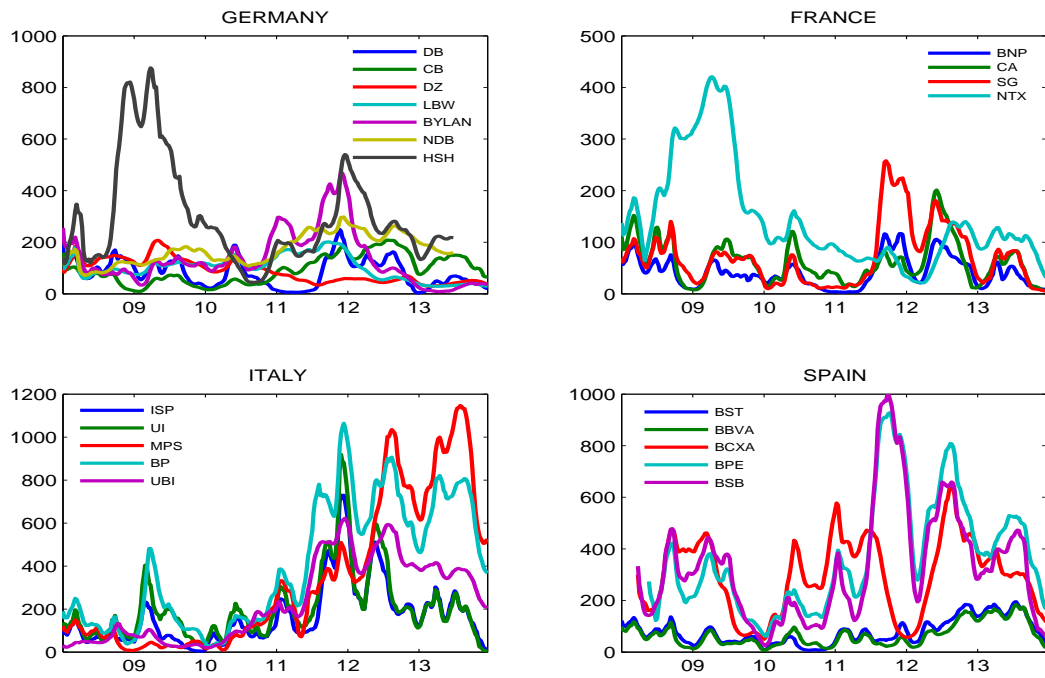 GERMANY
1000
800
600
400
200
0
09 10 11 12 13
DB
CB
DZ
LBW
BYLAN
NDB
HSH
FRANCE
500
400
300
200
100
0
09 10 11 12 13
BNP
CA
SG
NTX
ITALY
1200
1000
800
600
400
200
0
09 10 11 12 13
ISP
UI
MPS
BP
UBI
SPAIN
1000
800
600
400
200
0
09 10 11 12 13
BST
BBVA
BCXA
BPE
BSB